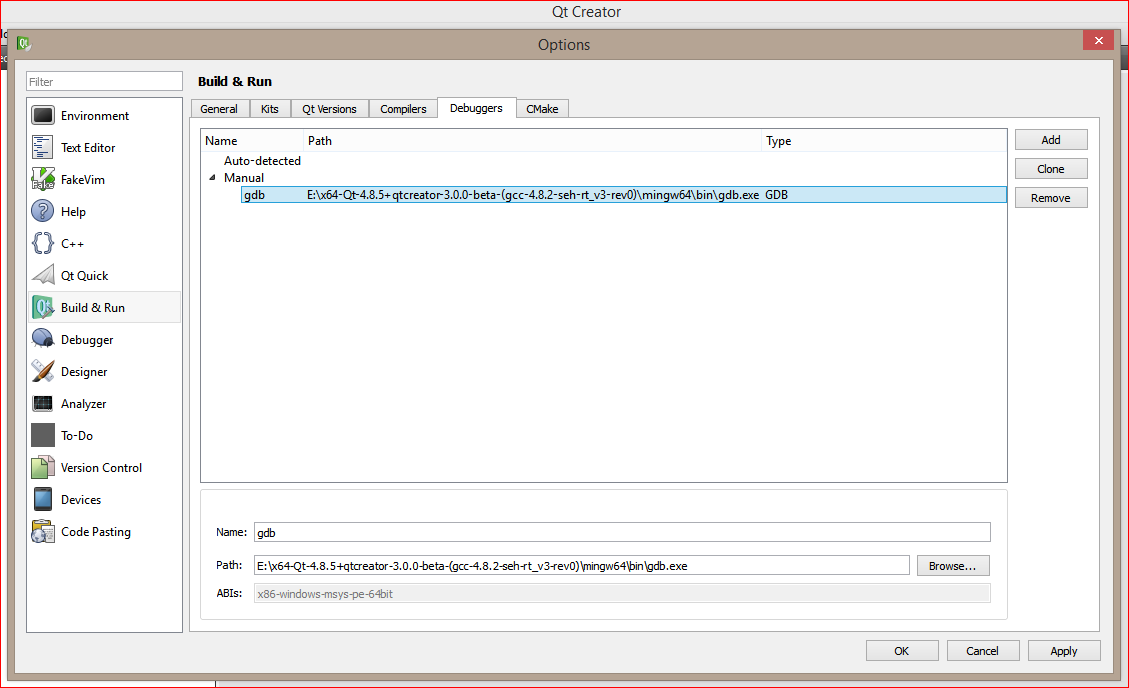 Qt Creator
Options
Filter
Environment
Text Editor
FakeVim
Help
C++
Qt Quick
Build & Run
Debugger
Designer
Analyzer
To-Do
Version Control
Devices
Code Pasting
Build & Run
General Kits Qt Versions Compilers Debuggers CMake
Name Path Type
Auto-detected
Manual
gdb E:\x64-Qt-4.8.5+qtcreator-3.0.0-beta-(gcc-4.8.2-seh-rt_v3-rev0)\mingw64\bin\gdb.exe GDB
Add
Clone
Remove
Name: gdb
Path: E:\x64-Qt-4.8.5+qtcreator-3.0.0-beta-(gcc-4.8.2-seh-rt_v3-rev0)\mingw64\bin\gdb.exe Browse...
ABIs: x86-windows-msys-pe-64bit
OK Cancel Apply